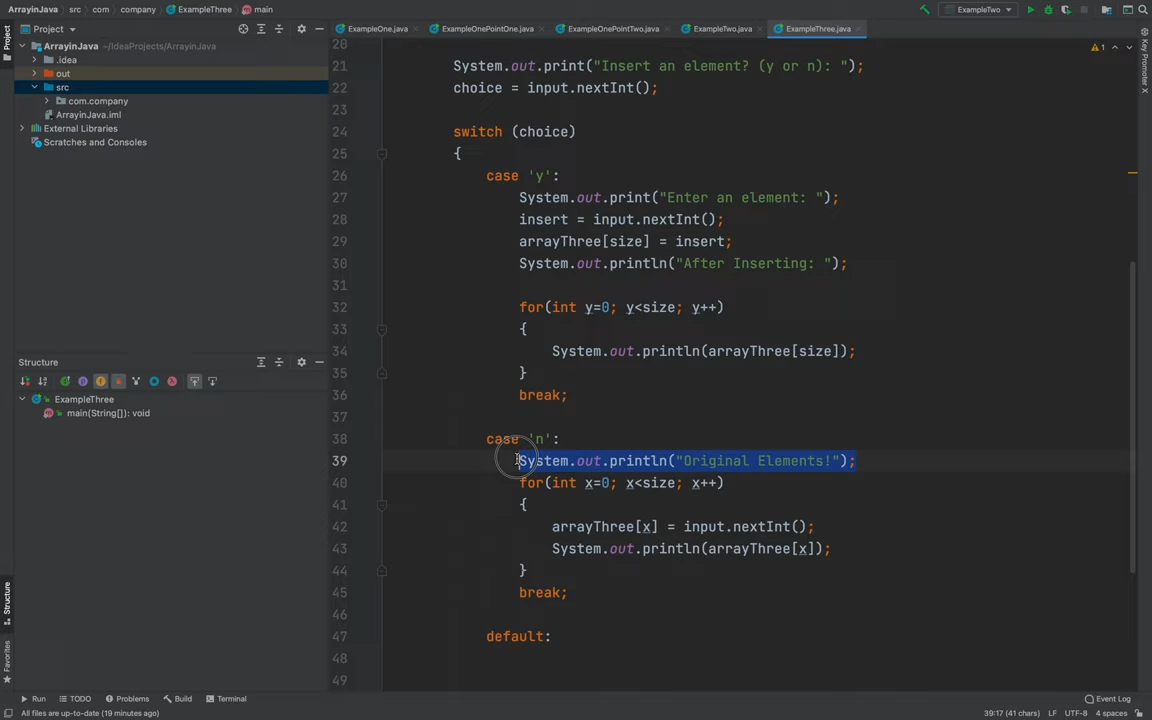 ArrayinJava > src > com > company > ExampleThree > main
ExampleTwo
Project
ExampleOne.java
ExampleOnePointOne.java
ExampleOnePointTwo.java
ExampleTwo.java
ExampleThree.java
Project
ArrayinJava ~/IdeaProjects/ArrayinJava
.idea
out
src
com.company
ArrayinJava.iml
External Libraries
Scratches and Consoles
Structure
ExampleThree
main(String[]): void
20
21 System.out.print("Insert an element? (y or n): ");
22 choice = input.nextInt();
23
24 switch (choice)
25 {
26 case 'y':
27 System.out.print("Enter an element: ");
28 insert = input.nextInt();
29 arrayThree[size] = insert;
30 System.out.println("After Inserting: ");
31
32 for(int y=0; y<size; y++)
33 {
34 System.out.println(arrayThree[size]);
35 }
36 break;
37
38 case 'n':
39 System.out.println("Original Elements!");
40 for(int x=0; x<size; x++)
41 {
42 arrayThree[x] = input.nextInt();
43 System.out.println(arrayThree[x]);
44 }
45 break;
46
47 default:
48
49
1
Key Promoter X
Structure
Favorites
Run
TODO
Problems
Build
Terminal
Event Log
All files are up-to-date (19 minutes ago)
39:17 (41 chars) LF UTF-8 4 spaces